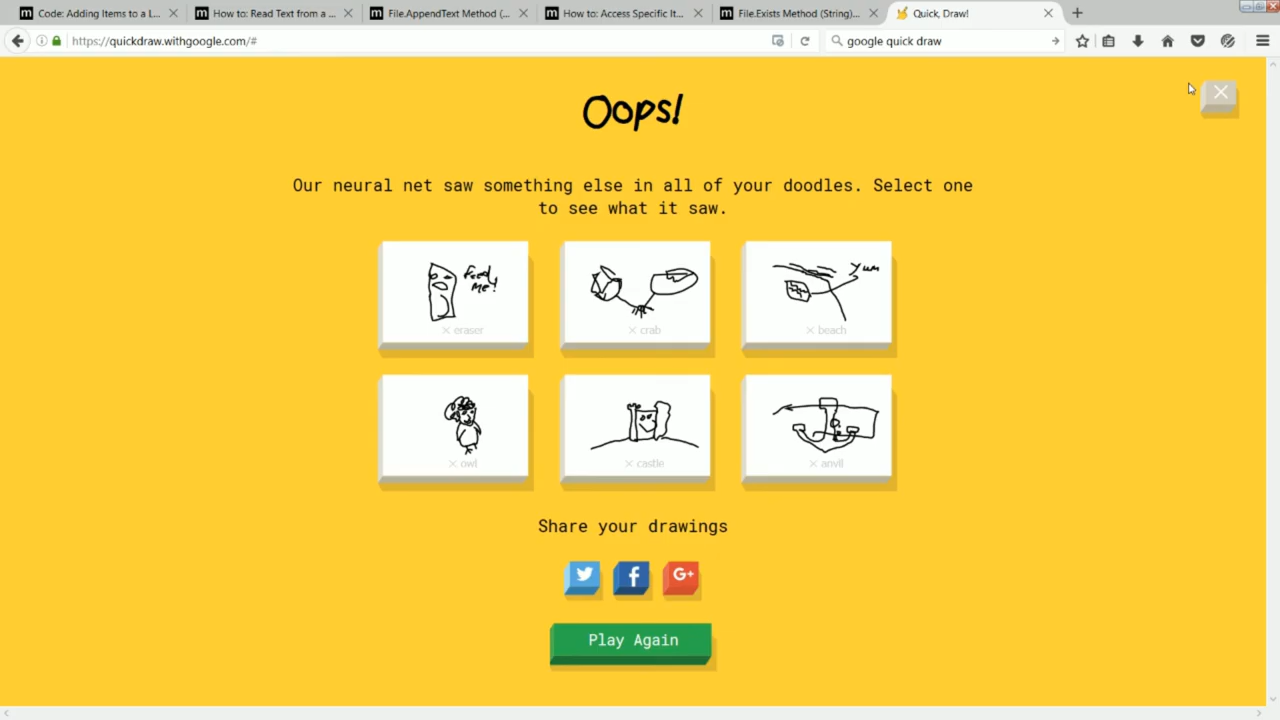 Code: Adding Items to a L...
How to: Read Text from a ...
File.AppendText Method (...
How to: Access Specific It...
File.Exists Method (String)...
Quick, Draw!
https://quickdraw.withgoogle.com/#
google quick draw
Oops!
Our neural net saw something else in all of your doodles. Select one
to see what it saw.
Feed
Me!
× eraser
× crab
Yum
× beach
× owl
× castle
× anvil
Share your drawings
G+
Play Again